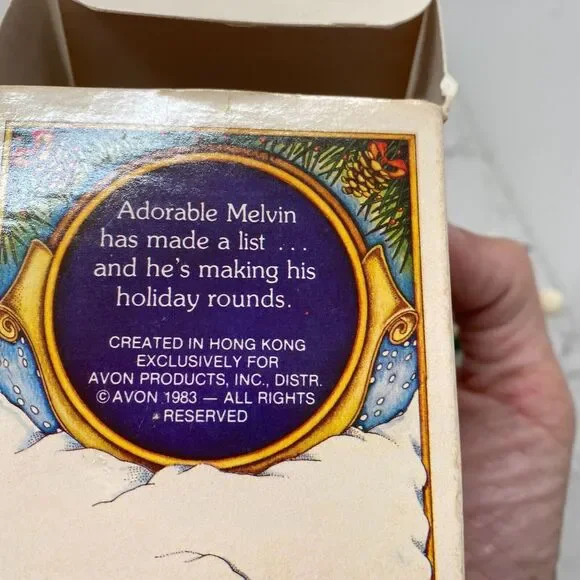 Adorable Melvin
has made a list ...
and he's making his
holiday rounds.
CREATED IN HONG KONG
EXCLUSIVELY FOR
AVON PRODUCTS, INC., DISTR.
© AVON 1983 — ALL RIGHTS
RESERVED